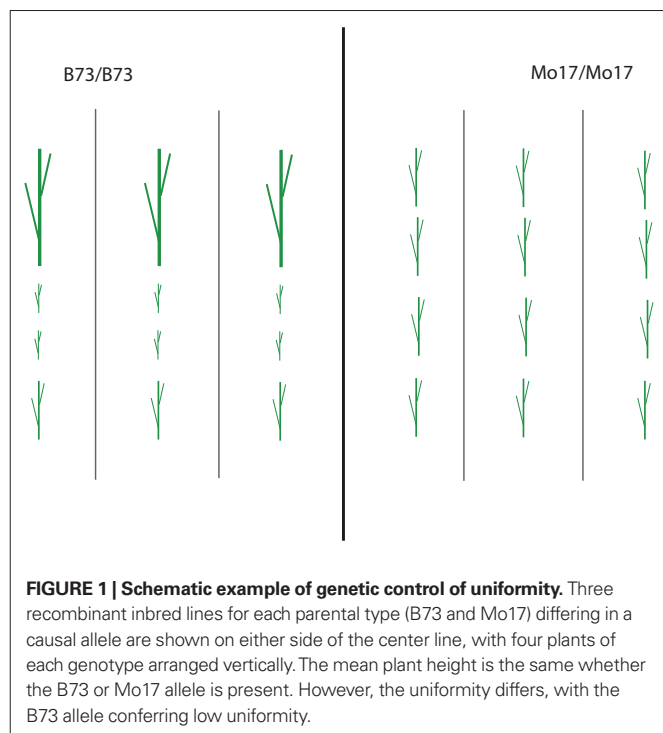 B73/B73
Mo17/Mo17
FIGURE 1 | Schematic example of genetic control of uniformity. Three
recombinant inbred lines for each parental type (B73 and Mo17) differing in a
causal allele are shown on either side of the center line, with four plants of
each genotype arranged vertically. The mean plant height is the same whether
the B73 or Mo17 allele is present. However, the uniformity differs, with the
B73 allele conferring low uniformity.